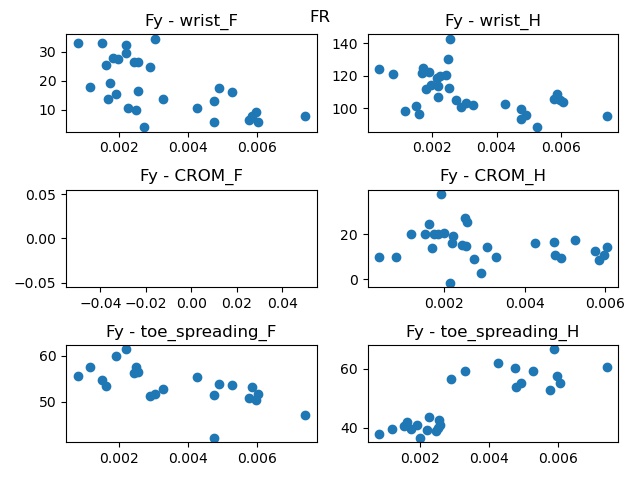 FR
Fy - wrist_F
Fy - wrist_H
30
20
10
0.002 0.004 0.006
140
120
100
0.002 0.004 0.006
Fy - CROM_F
Fy - CROM_H
0.05
0.00
−0.05
−0.04 −0.02 0.00 0.02 0.04
20
0
0.002 0.004 0.006
Fy - toe_spreading_F
Fy - toe_spreading_H
60
50
0.002 0.004 0.006
60
40
0.002 0.004 0.006